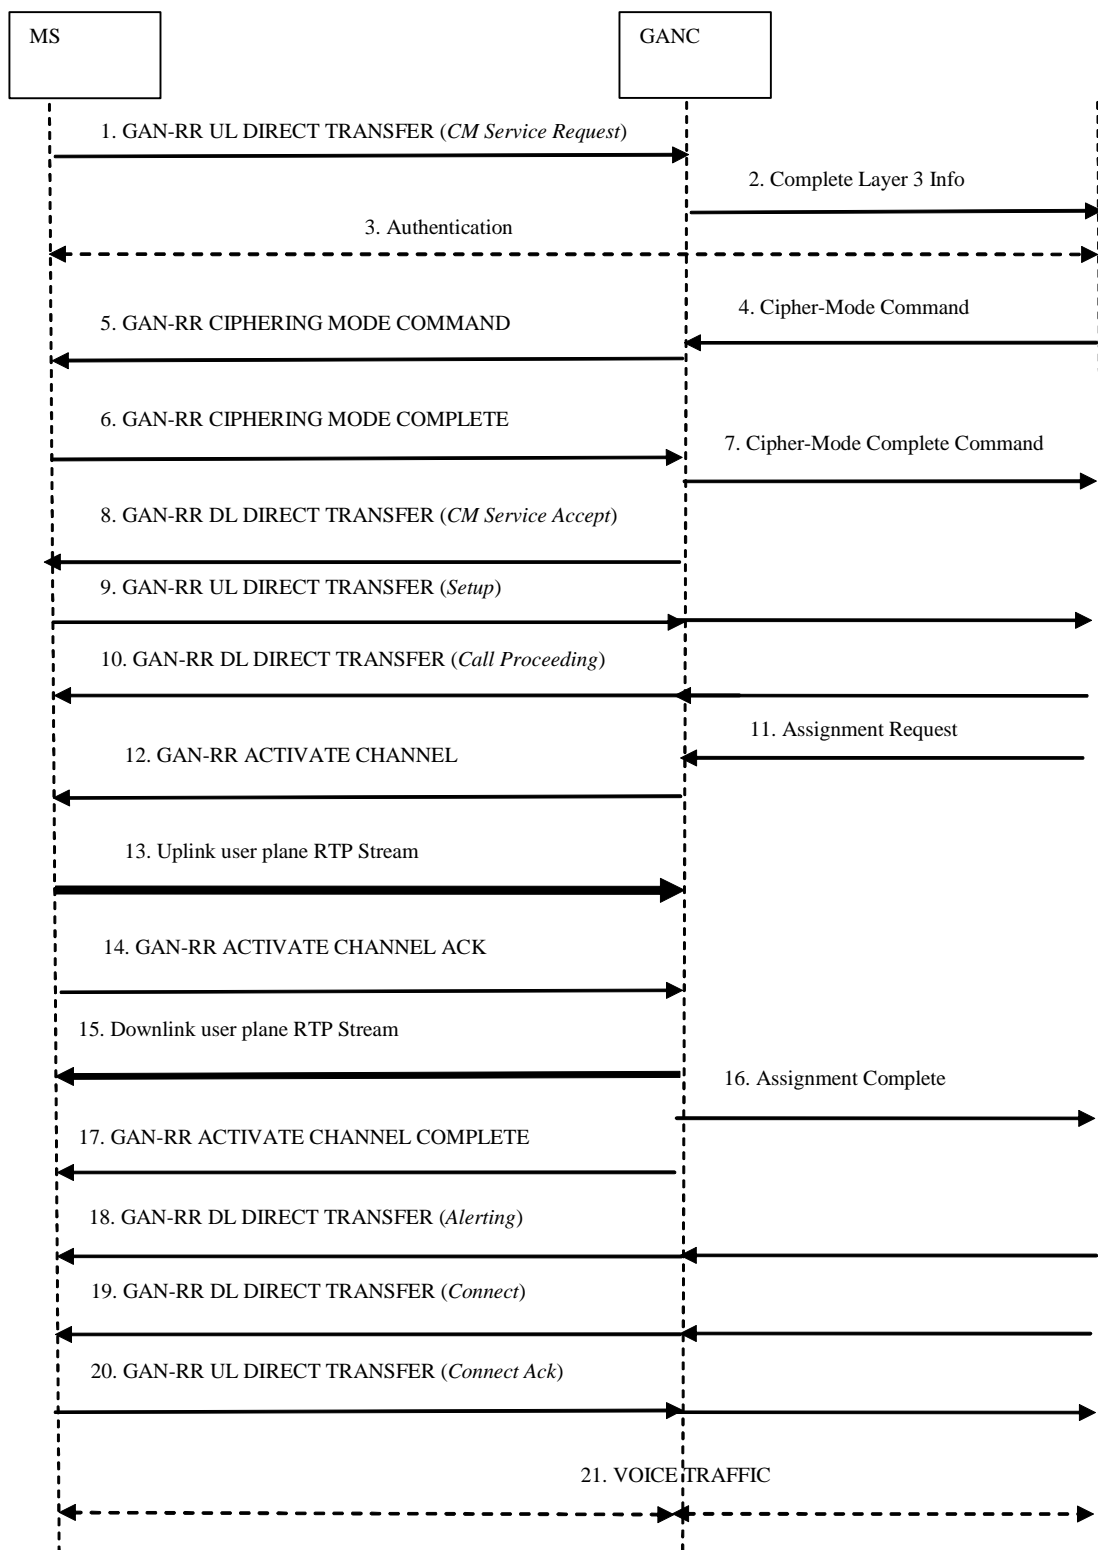 MS
GANC
1. GAN-RR UL DIRECT TRANSFER (CM Service Request)
2. Complete Layer 3 Info
3. Authentication
4. Cipher-Mode Command
5. GAN-RR CIPHERING MODE COMMAND
6. GAN-RR CIPHERING MODE COMPLETE
7. Cipher-Mode Complete Command
8. GAN-RR DL DIRECT TRANSFER (CM Service Accept)
9. GAN-RR UL DIRECT TRANSFER (Setup)
10. GAN-RR DL DIRECT TRANSFER (Call Proceeding)
11. Assignment Request
12. GAN-RR ACTIVATE CHANNEL
13. Uplink user plane RTP Stream
14. GAN-RR ACTIVATE CHANNEL ACK
15. Downlink user plane RTP Stream
16. Assignment Complete
17. GAN-RR ACTIVATE CHANNEL COMPLETE
18. GAN-RR DL DIRECT TRANSFER (Alerting)
19. GAN-RR DL DIRECT TRANSFER (Connect)
20. GAN-RR UL DIRECT TRANSFER (Connect Ack)
21. VOICE TRAFFIC